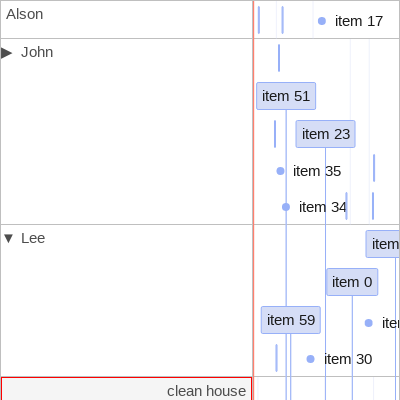 Alson
item 17
▶ John
item 51
item 23
item 35
item 34
▼ Lee
item
item 0
item 59
item 30
clean house